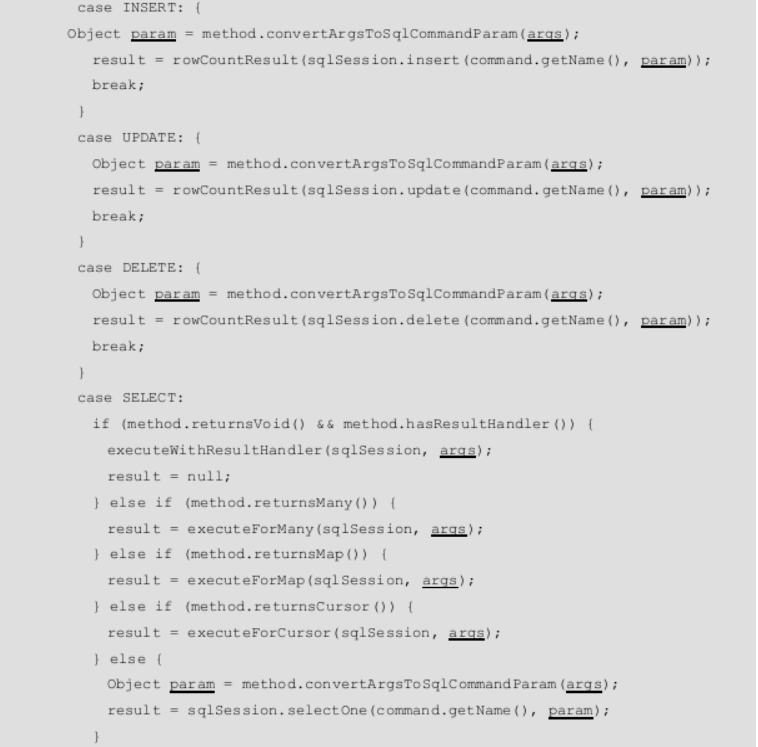 case INSERT: {
Object param = method.convertArgsToSqlCommandParam(args);
result = rowCountResult(sqlSession.insert(command.getName(), param));
break;
}
case UPDATE: {
Object param = method.convertArgsToSqlCommandParam(args);
result = rowCountResult(sqlSession.update(command.getName(), param));
break;
}
case DELETE: {
Object param = method.convertArgsToSqlCommandParam(args);
result = rowCountResult(sqlSession.delete(command.getName(), param));
break;
}
case SELECT:
if (method.returnsVoid() && method.hasResultHandler()) {
executeWithResultHandler(sqlSession, args);
result = null;
} else if (method.returnsMany()) {
result = executeForMany(sqlSession, args);
} else if (method.returnsMap()) {
result = executeForMap(sqlSession, args);
} else if (method.returnsCursor()) {
result = executeForCursor(sqlSession, args);
} else {
Object param = method.convertArgsToSqlCommandParam(args);
result = sqlSession.selectOne(command.getName(), param);
}